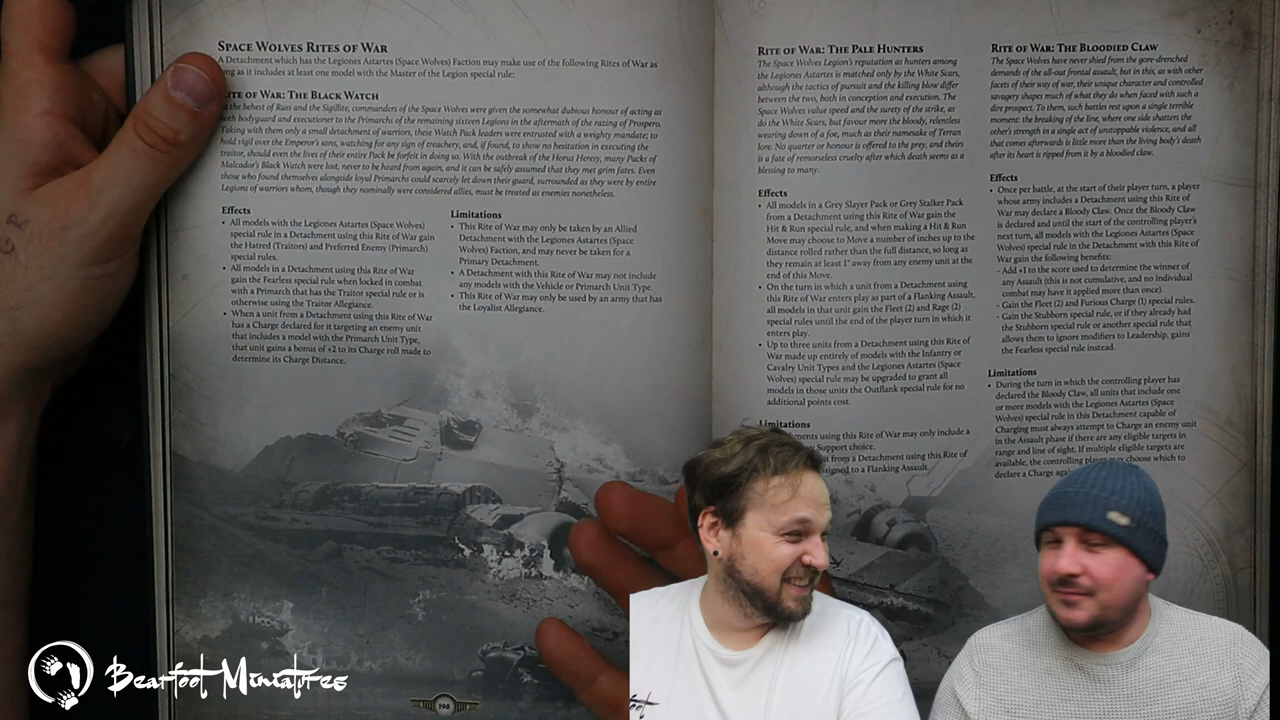 SPACE WOLVES RITES OF WAR
A Detachment which has the Legiones Astartes (Space Wolves) Faction may make use of the following Rites of War as
long as it includes at least one model with the Master of the Legion special rule:
RITE OF WAR: THE BLACK WATCH
At the behest of Russ and the Sigillite, commanders of the Space Wolves were given the somewhat dubious honour of acting as
both bodyguard and executioner to the Primarchs of the remaining sixteen Legions in the aftermath of the razing of Prospero.
Taking with them only a small detachment of warriors, these Watch Pack leaders were entrusted with a weighty mandate; to
hold vigil over the Emperor's sons, watching for any sign of treachery, and, if found, to show no hesitation in executing the
traitor, should even the lives of their entire Pack be forfeit in doing so. With the outbreak of the Horus Heresy, many Packs of
Malcador's Black Watch were lost, never to be heard from again, and it can be safely assumed that they met grim fates. Even
those who found themselves alongside loyal Primarchs could scarcely let down their guard, surrounded as they were by entire
Legions of warriors whom, though they nominally were considered allies, must be treated as enemies nonetheless.
Effects
• All models with the Legiones Astartes (Space Wolves)
special rule in a Detachment using this Rite of War gain
the Hatred (Traitors) and Preferred Enemy (Primarch)
special rules.
• All models in a Detachment using this Rite of War
gain the Fearless special rule when locked in combat
with a Primarch that has the Traitor special rule or is
otherwise using the Traitor Allegiance.
• When a unit from a Detachment using this Rite of War
has a Charge declared for it targeting an enemy unit
that includes a model with the Primarch Unit Type,
that unit gains a bonus of +2 to its Charge roll made to
determine its Charge Distance.
Limitations
• This Rite of War may only be taken by an Allied
Detachment with the Legiones Astartes (Space
Wolves) Faction, and may never be taken for a
Primary Detachment.
• A Detachment with this Rite of War may not include
any models with the Vehicle or Primarch Unit Type.
• This Rite of War may only be used by an army that has
the Loyalist Allegiance.
198
RITE OF WAR: THE PALE HUNTERS
The Space Wolves Legion's reputation as hunters among
the Legiones Astartes is matched only by the White Scars,
although the tactics of pursuit and the killing blow differ
between the two, both in conception and execution. The
Space Wolves value speed and the surety of the strike, as
do the White Scars, but favour more the bloody, relentless
wearing down of a foe, much as their namesake of Terran
lore. No quarter or honour is offered to the prey, and theirs
is a fate of remorseless cruelty after which death seems as a
blessing to many.
Effects
• All models in a Grey Slayer Pack or Grey Stalker Pack
from a Detachment using this Rite of War gain the
Hit & Run special rule, and when making a Hit & Run
Move may choose to Move a number of inches up to the
distance rolled rather than the full distance, so long as
they remain at least 1" away from any enemy unit at the
end of this Move.
• On the turn in which a unit from a Detachment using
this Rite of War enters play as part of a Flanking Assault,
all models in that unit gain the Fleet (2) and Rage (2)
special rules until the end of the player turn in which it
enters play.
• Up to three units from a Detachment using this Rite of
War made up entirely of models with the Infantry or
Cavalry Unit Types and the Legiones Astartes (Space
Wolves) special rule may be upgraded to grant all
models in those units the Outflank special rule for no
additional points cost.
Limitations
ments using this Rite of War may only include a
Support choice.
from a Detachment using this Rite of
signed to a Flanking Assault.
RITE OF WAR: THE BLOODIED CLAW
The Space Wolves have never shied from the gore-drenched
demands of the all-out frontal assault, but in this, as with other
facets of their way of war, their unique character and controlled
savagery shapes much of what they do when faced with such a
dire prospect. To them, such battles rest upon a single terrible
moment: the breaking of the line, where one side shatters the
other's strength in a single act of unstoppable violence, and all
that comes afterwards is little more than the living body's death
after its heart is ripped from it by a bloodied claw.
Effects
• Once per battle, at the start of their player turn, a player
whose army includes a Detachment using this Rite of
War may declare a Bloody Claw. Once the Bloody Claw
is declared and until the start of the controlling player's
next turn, all models with the Legiones Astartes (Space
Wolves) special rule in the Detachment with this Rite of
War gain the following benefits:
- Add +1 to the score used to determine the winner of
any Assault (this is not cumulative, and no individual
combat may have it applied more than once).
- Gain the Fleet (2) and Furious Charge (1) special rules.
- Gain the Stubborn special rule, or if they already had
the Stubborn special rule or another special rule that
allows them to ignore modifiers to Leadership, gains
the Fearless special rule instead.
Limitations
• During the turn in which the controlling player has
declared the Bloody Claw, all units that include one
or more models with the Legiones Astartes (Space
Wolves) special rule in this Detachment capable of
Charging must always attempt to Charge an enemy unit
in the Assault phase if there are any eligible targets in
range and line of sight. If multiple eligible targets are
available, the controlling player may choose which to
declare a Charge
Bearfoot Miniatures